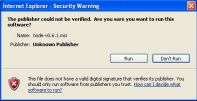 Internet Explorer - Security Warning
The publisher could not be verified. Are you sure you want to run this
software?
Name: node-v0.6.1.msi
Publisher: Unknown Publisher
Run
Don't Run
This file does not have a valid digital signature that verifies its publisher. You
should only run software from publishers you trust. How can I decide what
software to run?